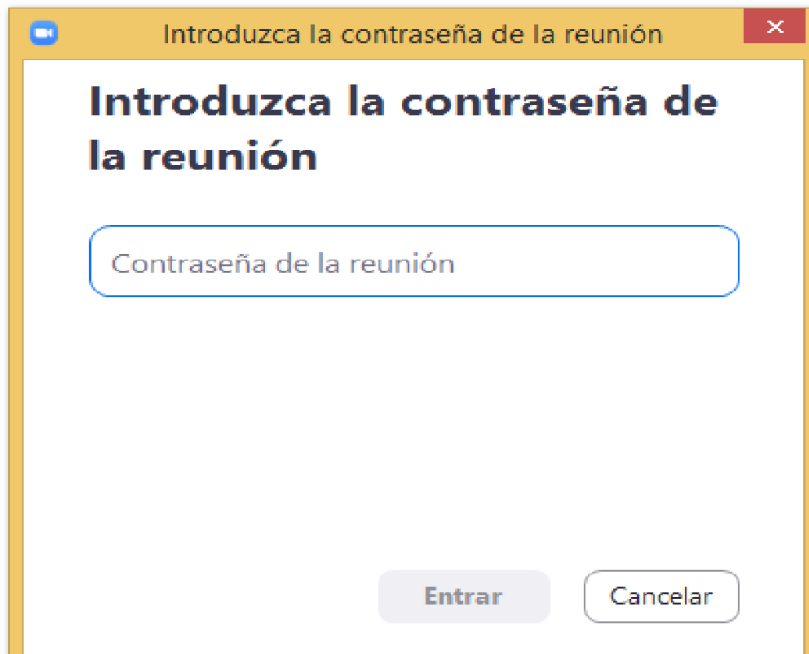 Introduzca la contraseña de la reunión
Introduzca la contraseña de
la reunión
Contraseña de la reunión
Entrar
Cancelar